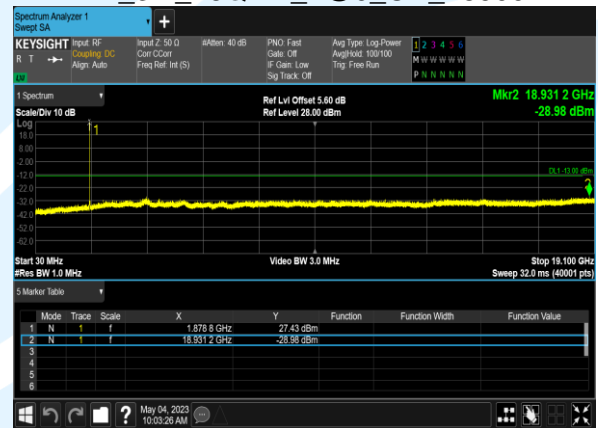 Spectrum Analyzer 1
Swept SA
+
KEYSIGHT Input: RF Input Z: 50 Ω #Atten: 40 dB PNO: Fast Avg Type: Log-Power 1 2 3 4 5 6
R T Coupling: DC Corr CCorr Gate: Off Avg|Hold: 100/100 M W W W W W
Align: Auto Freq Ref: Int (S) IF Gain: Low Trig: Free Run P N N N N N
LXI Sig Track: Off
1 Spectrum Ref Lvl Offset 5.60 dB Mkr2 18.931 2 GHz
Scale/Div 10 dB Ref Level 28.00 dBm -28.98 dBm
Log
18.0
8.00
-2.00
-12.0
-22.0
-32.0
-42.0
-52.0
-62.0
1
DL1 -13.00 dBm
2
Start 30 MHz Video BW 3.0 MHz Stop 19.100 GHz
#Res BW 1.0 MHz Sweep 32.0 ms (40001 pts)
5 Marker Table
Mode Trace Scale X Y Function Function Width Function Value
1 N 1 f 1.878 8 GHz 27.43 dBm
2 N 1 f 18.931 2 GHz -28.98 dBm
3
4
5
6
? May 04, 2023
10:03:26 AM